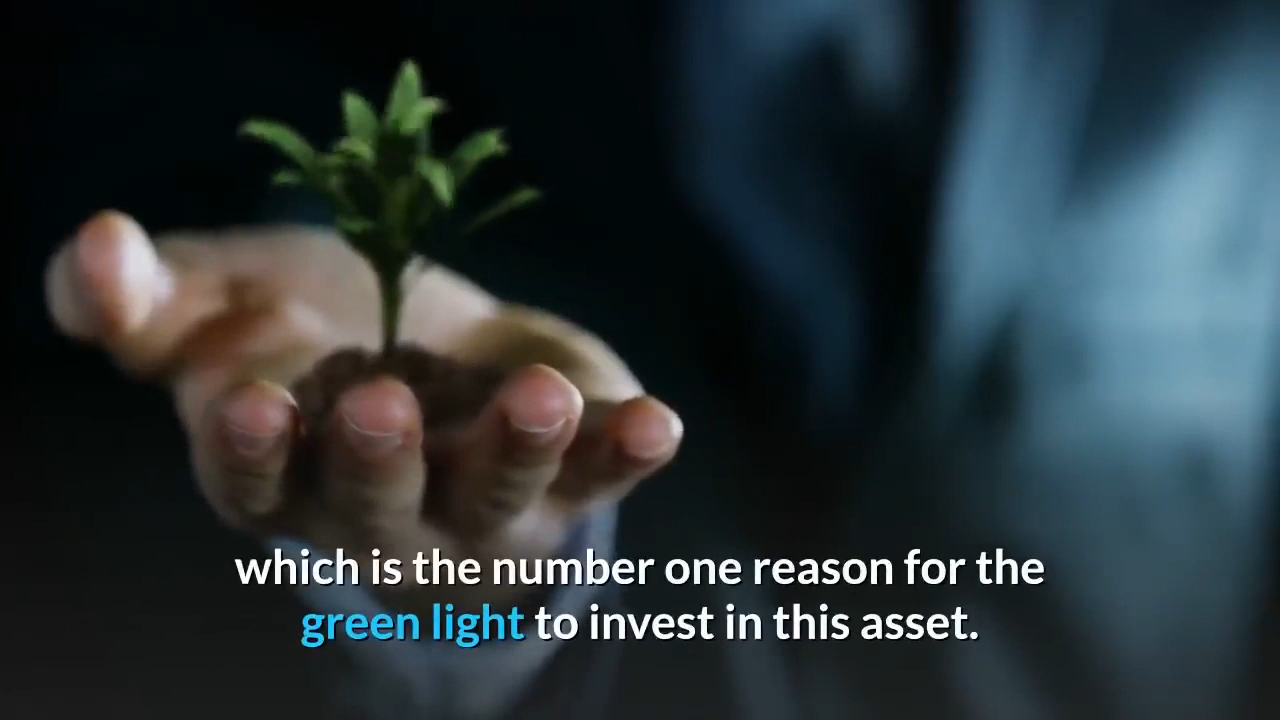 which is the number one reason for the
green light to invest in this asset.